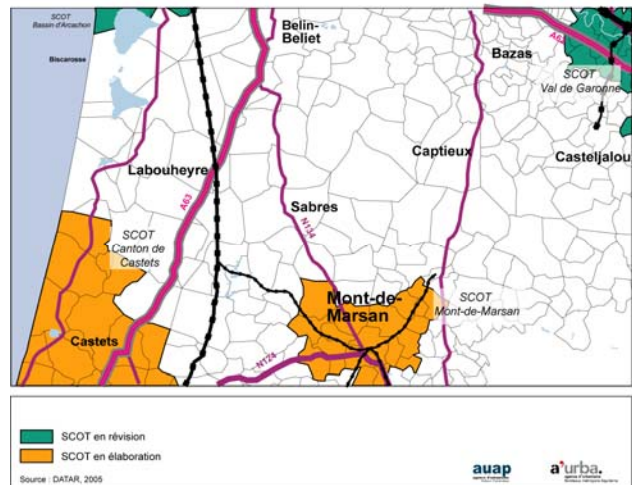 SCOT
Bassin d'Arcachon
Biscarosse
Belin-
Beliet
Bazas
A62
SCOT
Val de Garonne
Casteljaloux
Labouheyre
Captieux
A63
Sabres
N134
SCOT
Canton de
Castets
Mont-de-
Marsan
SCOT
Mont-de-Marsan
Castets
N124
SCOT en révision
SCOT en élaboration
Source : DATAR, 2005
auap
a'urba.